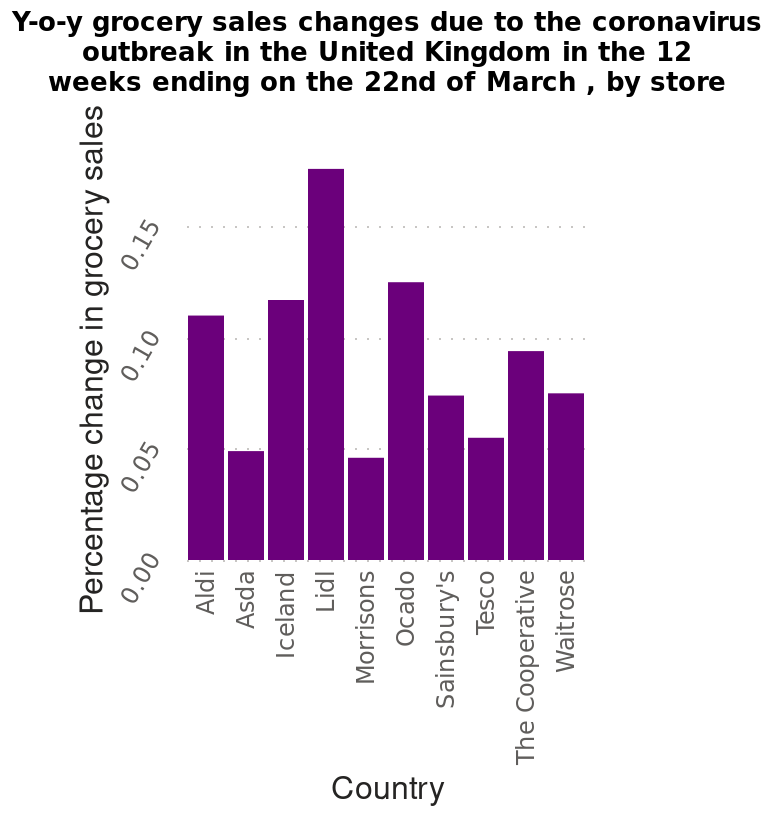 Y-o-y grocery sales changes due to the coronavirus
outbreak in the United Kingdom in the 12
weeks ending on the 22nd of March , by store
Percentage change in grocery sales
0.15
0.10
0.05
0.00
Aldi
Asda
Iceland
Lidl
Morrisons
Ocado
Sainsbury's
Tesco
The Cooperative
Waitrose
Country